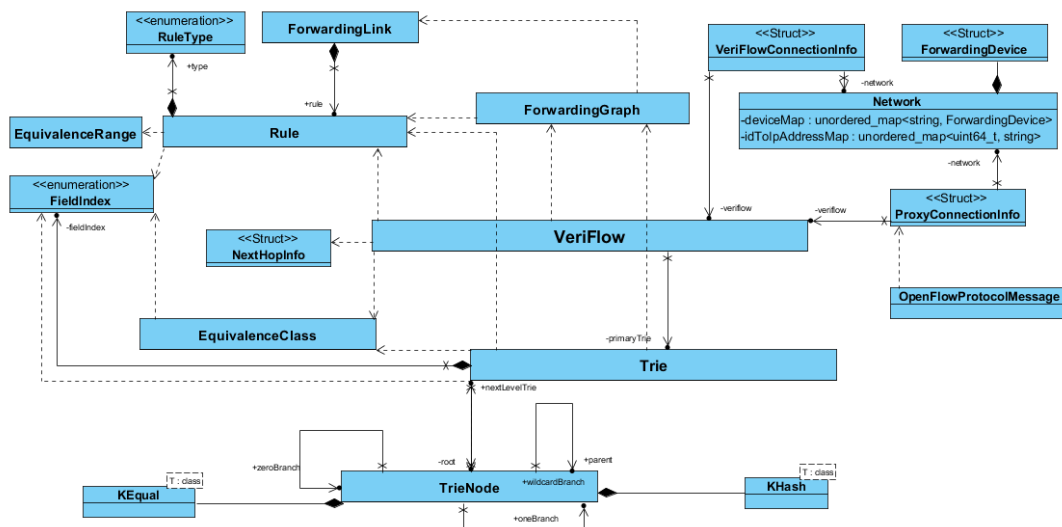 <<enumeration>>
RuleType
ForwardingLink
<<Struct>>
VeriFlowConnectionInfo
<<Struct>>
ForwardingDevice
+type
+rule
-network
EquivalenceRange
Rule
ForwardingGraph
Network
-deviceMap : unordered_map<string, ForwardingDevice>
-idToIpAddressMap : unordered_map<uint64_t, string>
-network
<<enumeration>>
FieldIndex
-fieldIndex
<<Struct>>
NextHopInfo
VeriFlow
-veriflow
-veriflow
<<Struct>>
ProxyConnectionInfo
OpenFlowProtocolMessage
EquivalenceClass
-primaryTrie
Trie
+nextLevelTrie
+zeroBranch
-root
+parent
+wildcardBranch
TrieNode
T : class
KEqual
T : class
KHash
+oneBranch